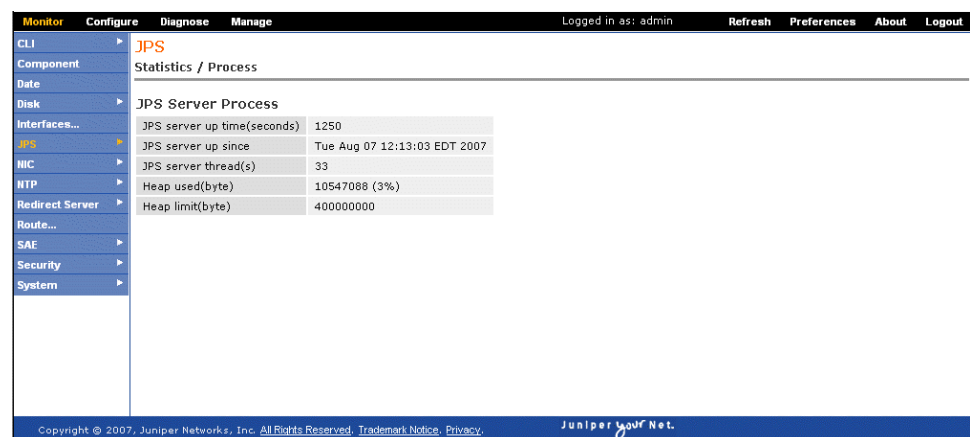 Monitor Configure Diagnose Manage Logged in as: admin Refresh Preferences About Logout
CLI
Component
Date
Disk
Interfaces...
JPS
NIC
NTP
Redirect Server
Route...
SAE
Security
System
JPS
Statistics / Process
JPS Server Process
JPS server up time(seconds) 1250
JPS server up since Tue Aug 07 12:13:03 EDT 2007
JPS server thread(s) 33
Heap used(byte) 10547088 (3%)
Heap limit(byte) 400000000
Copyright © 2007, Juniper Networks, Inc. All Rights Reserved. Trademark Notice. Privacy. Juniper your Net.